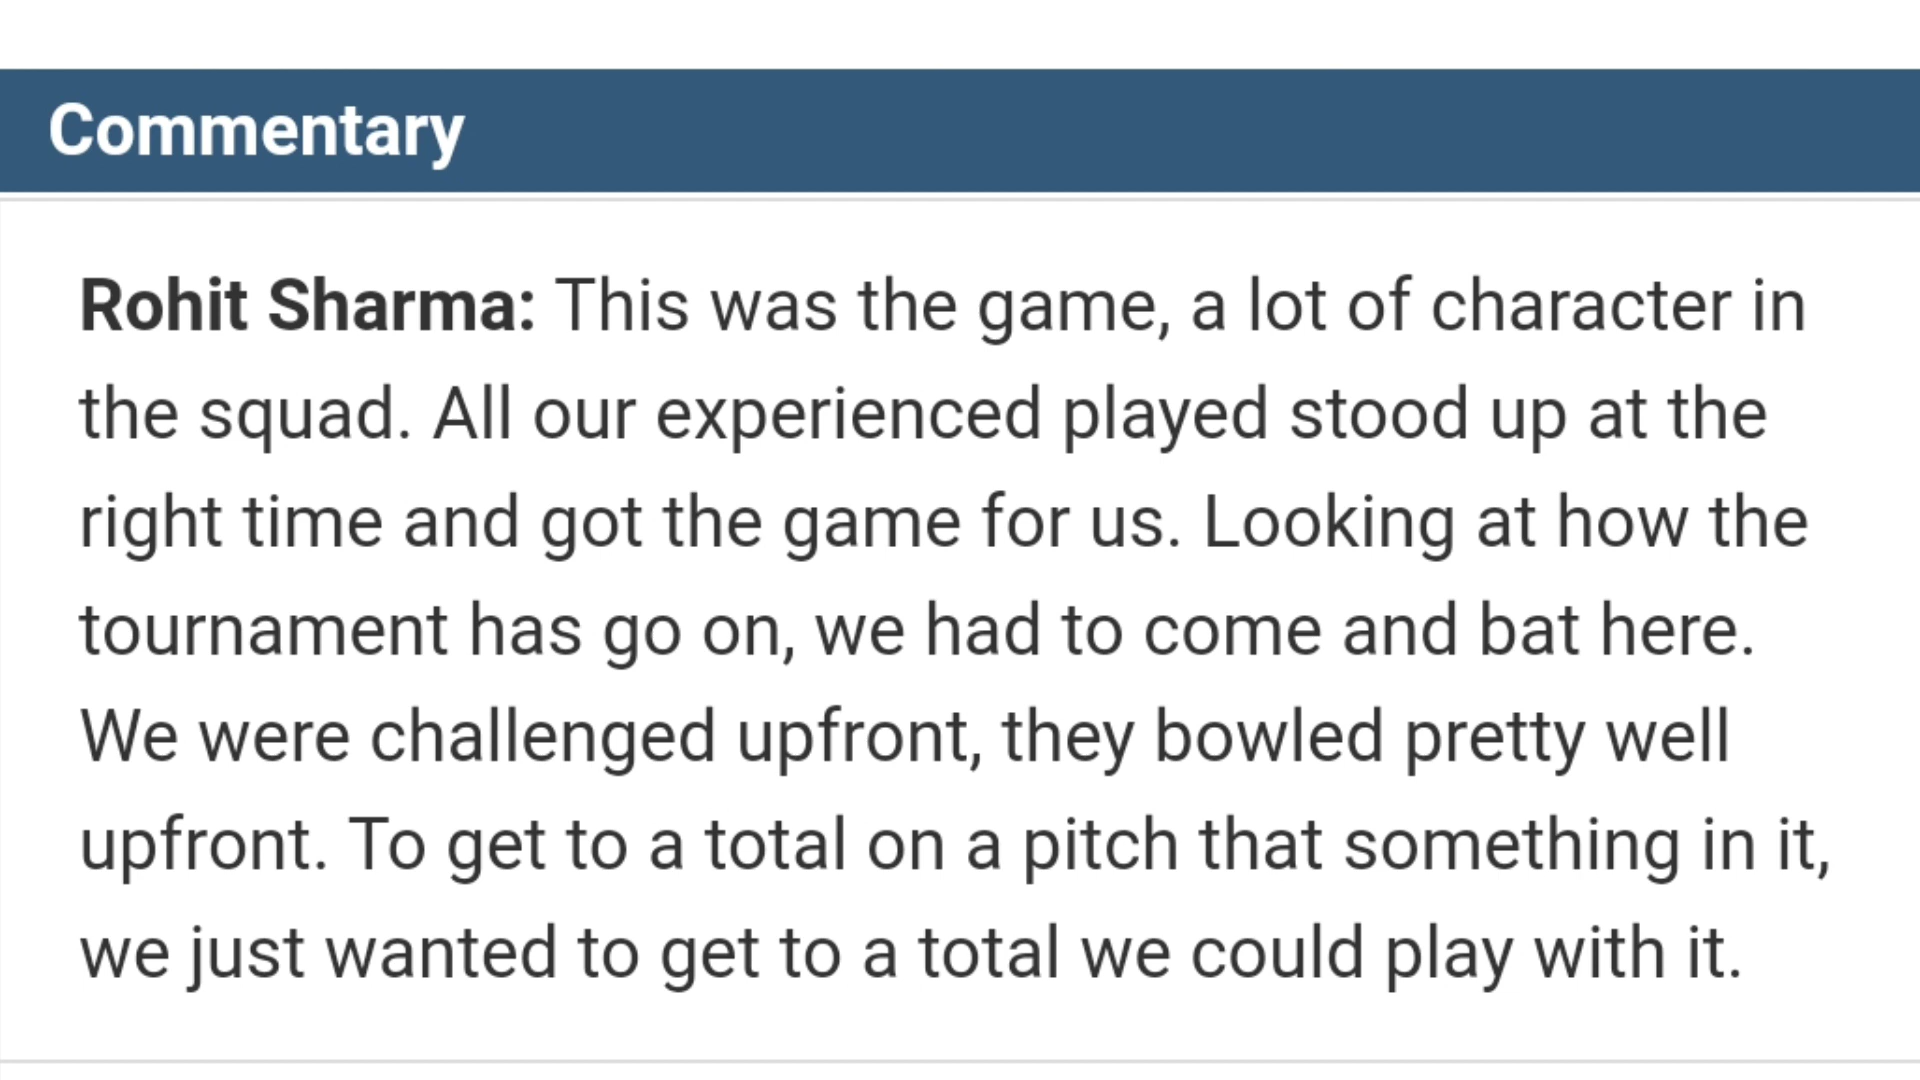 Commentary
Rohit Sharma: This was the game, a lot of character in
the squad. All our experienced played stood up at the
right time and got the game for us. Looking at how the
tournament has go on, we had to come and bat here.
We were challenged upfront, they bowled pretty well
upfront. To get to a total on a pitch that something in it,
we just wanted to get to a total we could play with it.